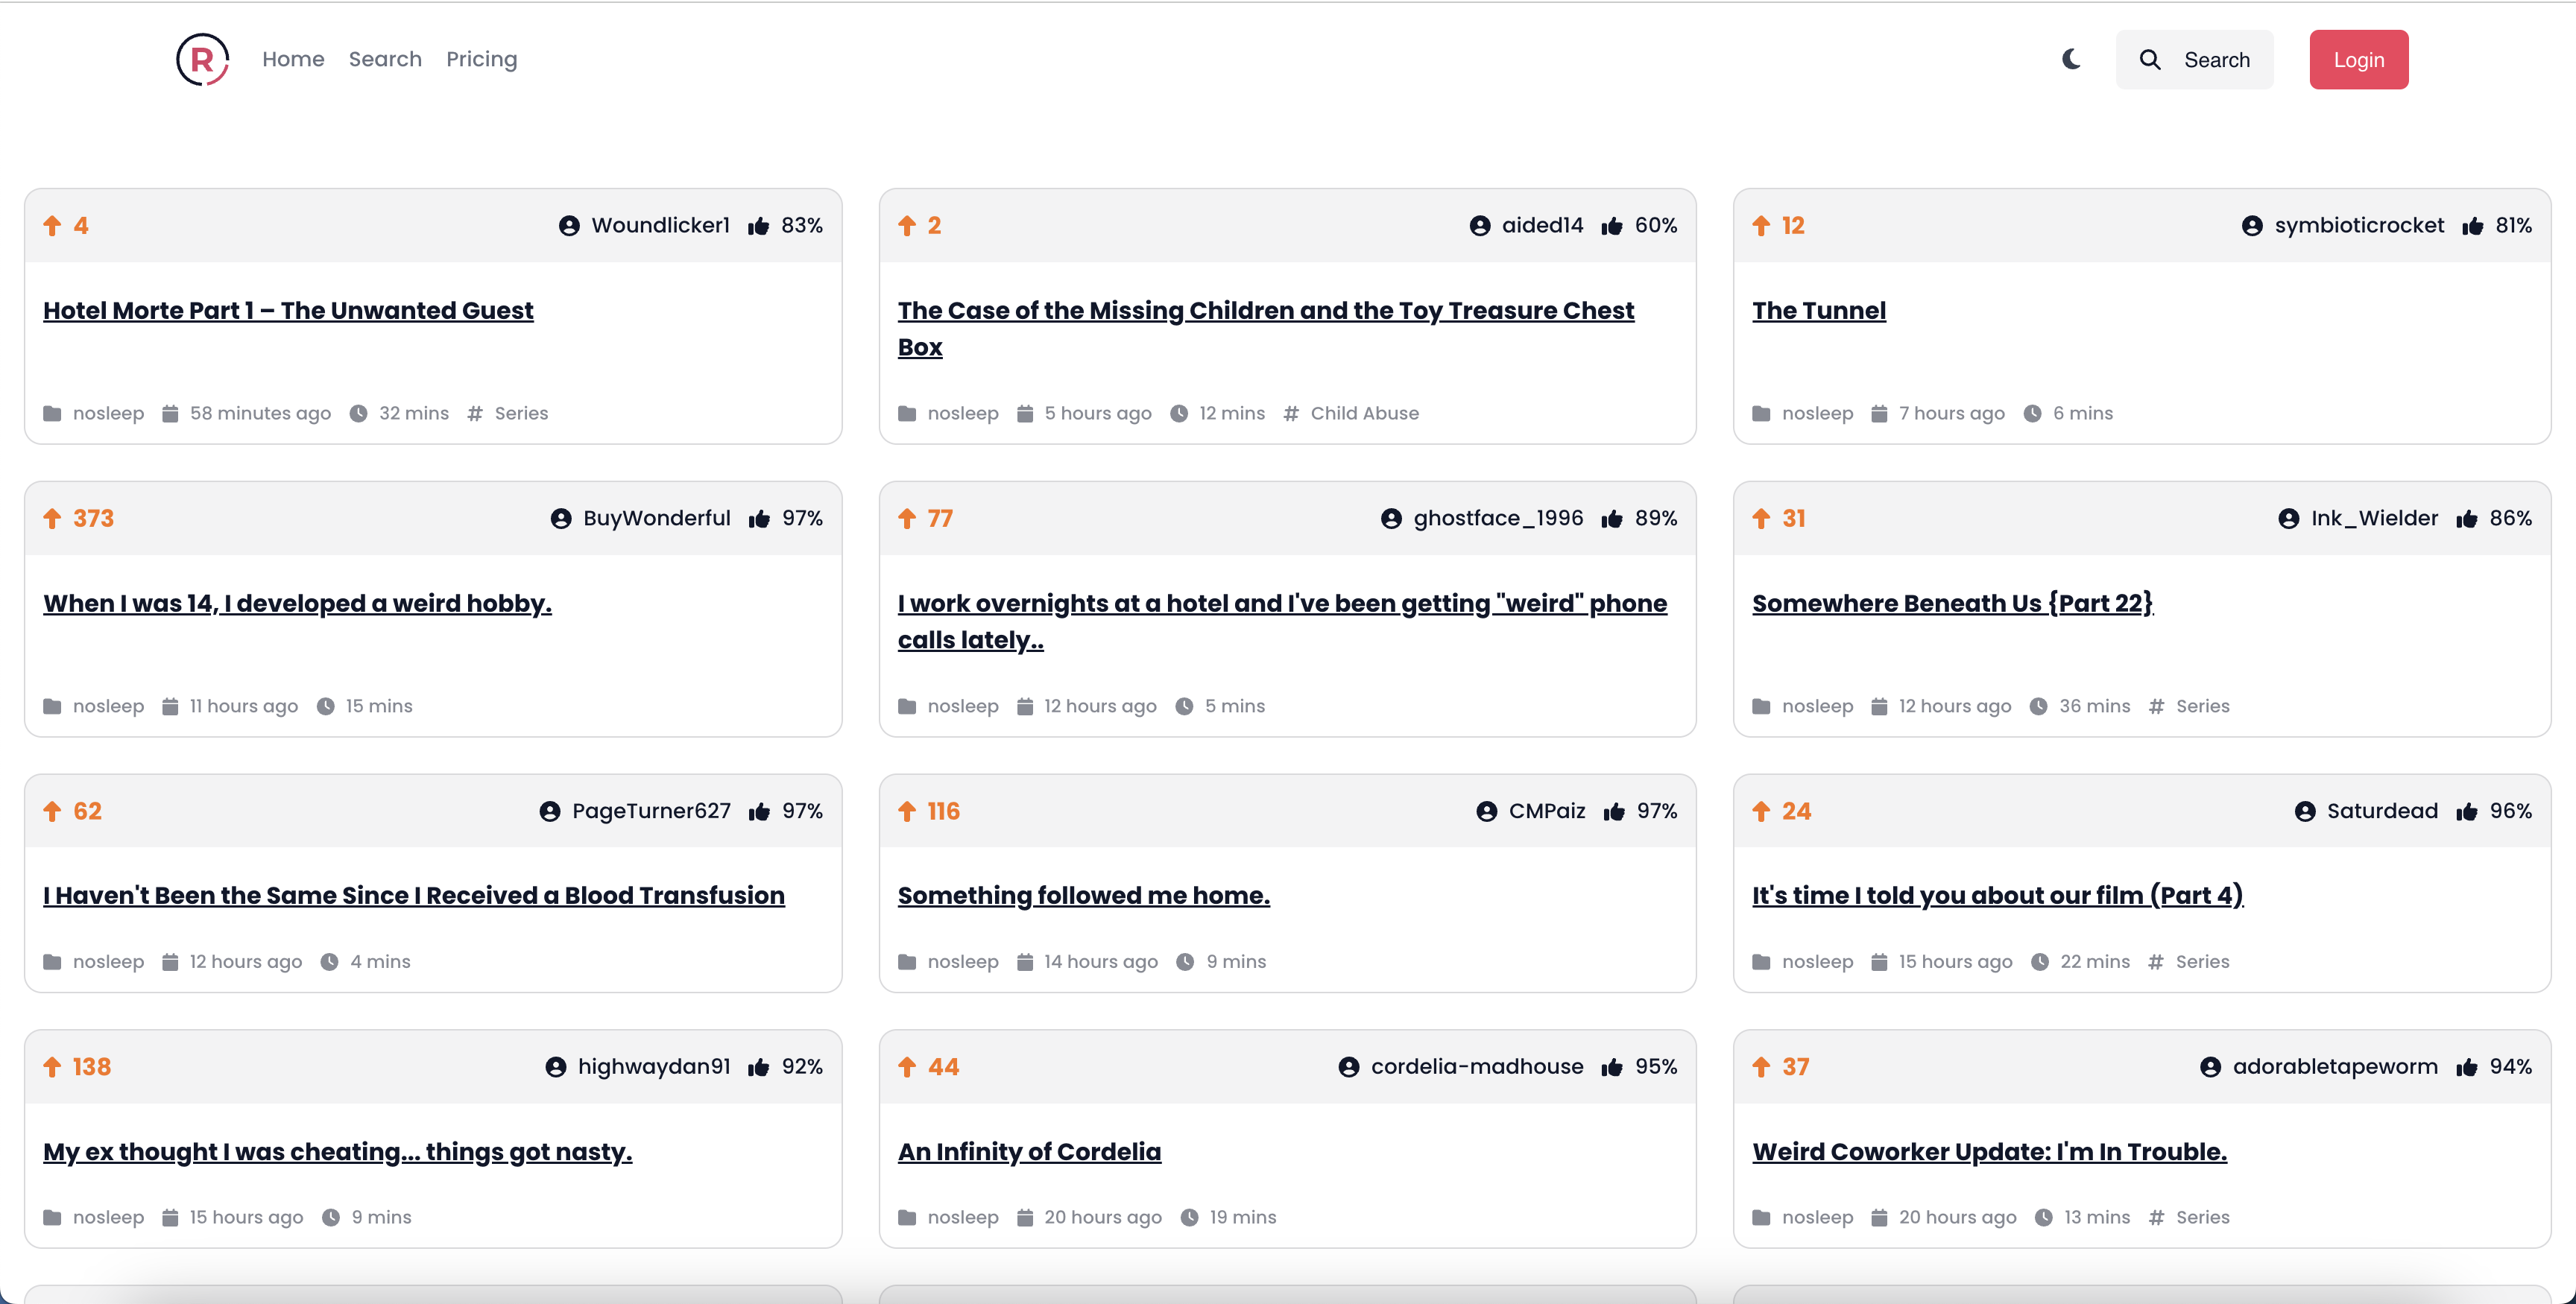 R Home Search Pricing Search Login
4 Woundlicker1 83%
Hotel Morte Part 1 – The Unwanted Guest
nosleep 58 minutes ago 32 mins # Series
2 aided14 60%
The Case of the Missing Children and the Toy Treasure Chest
Box
nosleep 5 hours ago 12 mins # Child Abuse
12 symbioticrocket 81%
The Tunnel
nosleep 7 hours ago 6 mins
373 BuyWonderful 97%
When I was 14, I developed a weird hobby.
nosleep 11 hours ago 15 mins
77 ghostface_1996 89%
I work overnights at a hotel and I've been getting "weird" phone
calls lately..
nosleep 12 hours ago 5 mins
31 Ink_Wielder 86%
Somewhere Beneath Us {Part 22}
nosleep 12 hours ago 36 mins # Series
62 PageTurner627 97%
I Haven't Been the Same Since I Received a Blood Transfusion
nosleep 12 hours ago 4 mins
116 CMPaiz 97%
Something followed me home.
nosleep 14 hours ago 9 mins
24 Saturdead 96%
It's time I told you about our film (Part 4)
nosleep 15 hours ago 22 mins # Series
138 highwaydan91 92%
My ex thought I was cheating... things got nasty.
nosleep 15 hours ago 9 mins
44 cordelia-madhouse 95%
An Infinity of Cordelia
nosleep 20 hours ago 19 mins
37 adorabletapeworm 94%
Weird Coworker Update: I'm In Trouble.
nosleep 20 hours ago 13 mins # Series